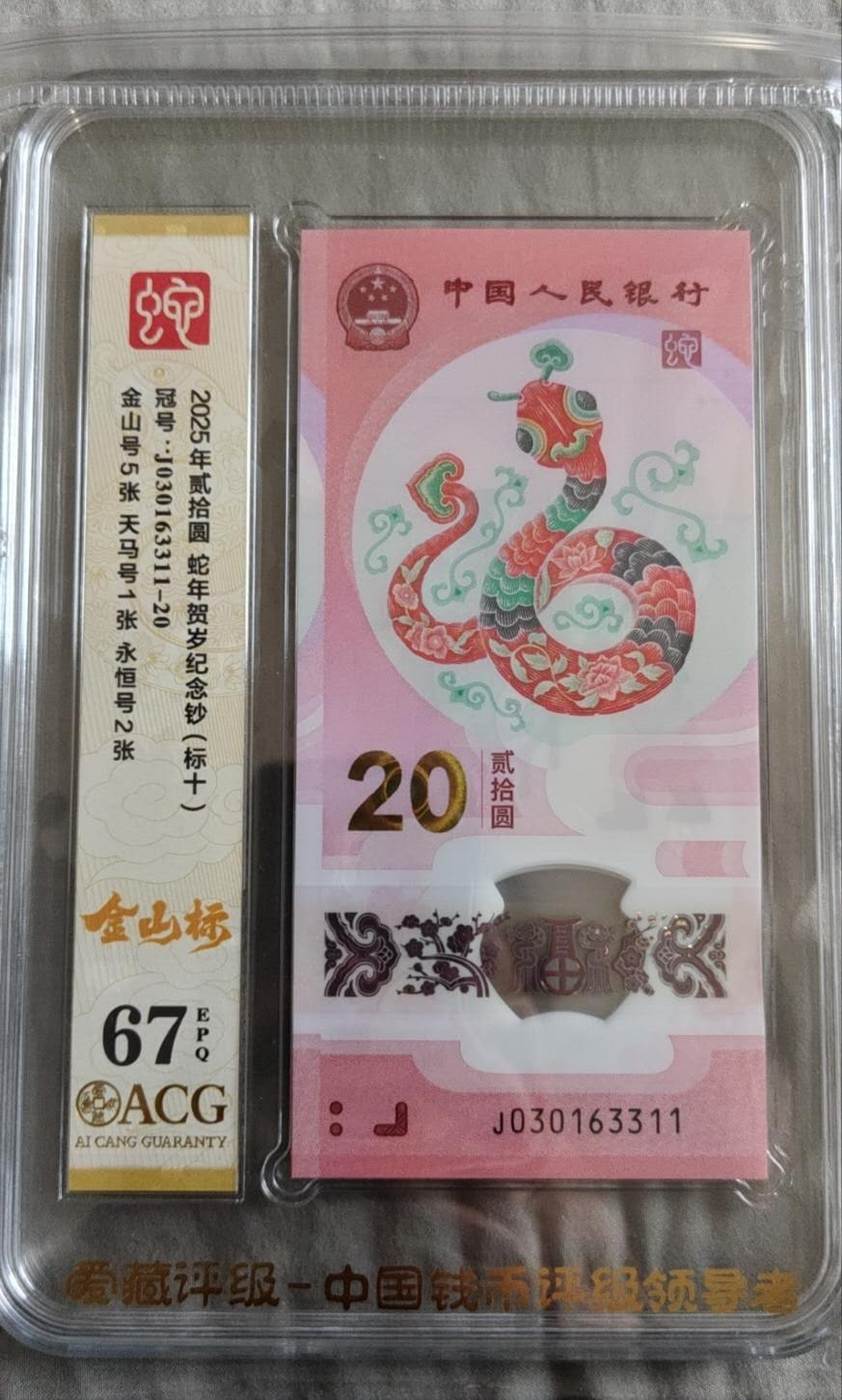 蛇
2025年贰拾圆 蛇年贺岁纪念钞（标十）
冠号：J030163311-20
金山号5张 天马号1张 永恒号2张
金山标
67
EPQ
ACG
AI CANG GUARANTY
中国人民银行
蛇
20
贰拾圆
J030163311
爱藏评级-中国钱币评级领导者